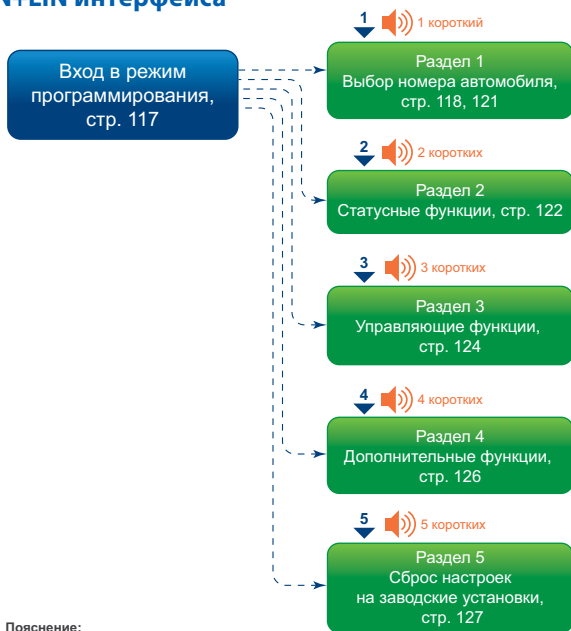 N+LIN интерфейса
1 1 короткий
Вход в режим
программирования,
стр. 117
Раздел 1
Выбор номера автомобиля,
стр. 118, 121
2 2 коротких
Раздел 2
Статусные функции, стр. 122
3 3 коротких
Раздел 3
Управляющие функции,
стр. 124
4 4 коротких
Раздел 4
Дополнительные функции,
стр. 126
5 5 коротких
Раздел 5
Сброс настроек
на заводские установки,
стр. 127
Пояснение: